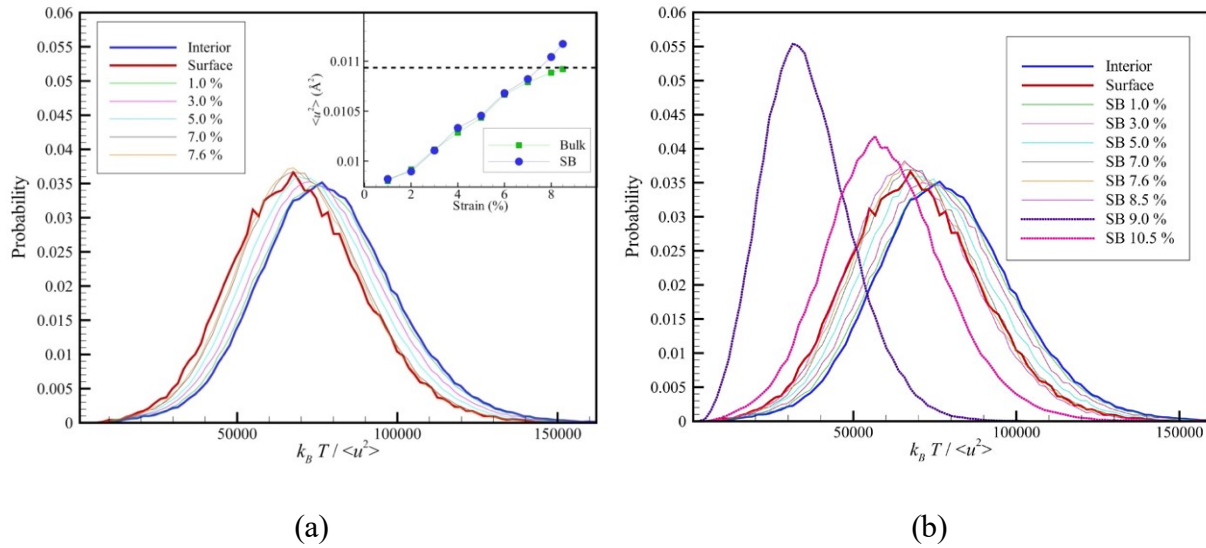 0.06
0.055
0.05
0.045
0.04
0.035
0.03
0.025
0.02
0.015
0.01
0.005
0
Probability
50000
100000
150000
k_B T / <u²>
Interior
Surface
1.0 %
3.0 %
5.0 %
7.0 %
7.6 %
<u²> (Å²)
0.011
0.0105
0.01
2
4
6
8
Strain (%)
Bulk
SB
(a)
0.06
0.055
0.05
0.045
0.04
0.035
0.03
0.025
0.02
0.015
0.01
0.005
0
Probability
50000
100000
150000
k_B T / <u²>
Interior
Surface
SB 1.0 %
SB 3.0 %
SB 5.0 %
SB 7.0 %
SB 7.6 %
SB 8.5 %
SB 9.0 %
SB 10.5 %
(b)